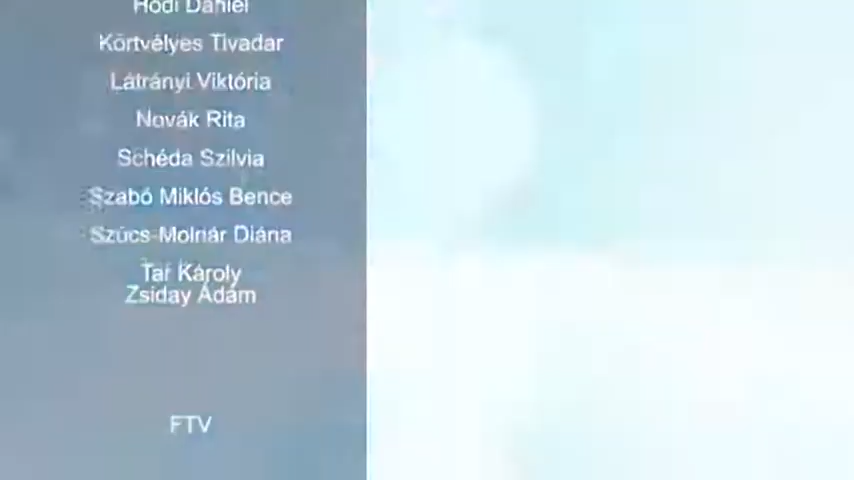 Hódi Dániel
Körtvélyes Tivadar
Látrányi Viktória
Novák Rita
Schéda Szilvia
Szabó Miklós Bence
Szűcs-Molnár Diána
Tar Károly
Zsiday Ádám
FTV